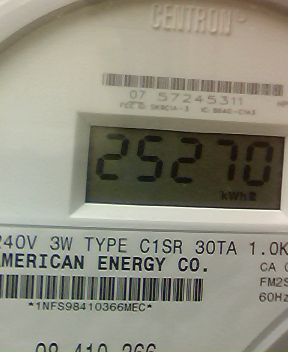 CENTRON®
07 57245311
25270
kWh
240V 3W TYPE C1SR 30TA 1.0K
AMERICAN ENERGY CO.
CA
FM2S
60Hz
*1NFS98410366MEC*
98 410 366